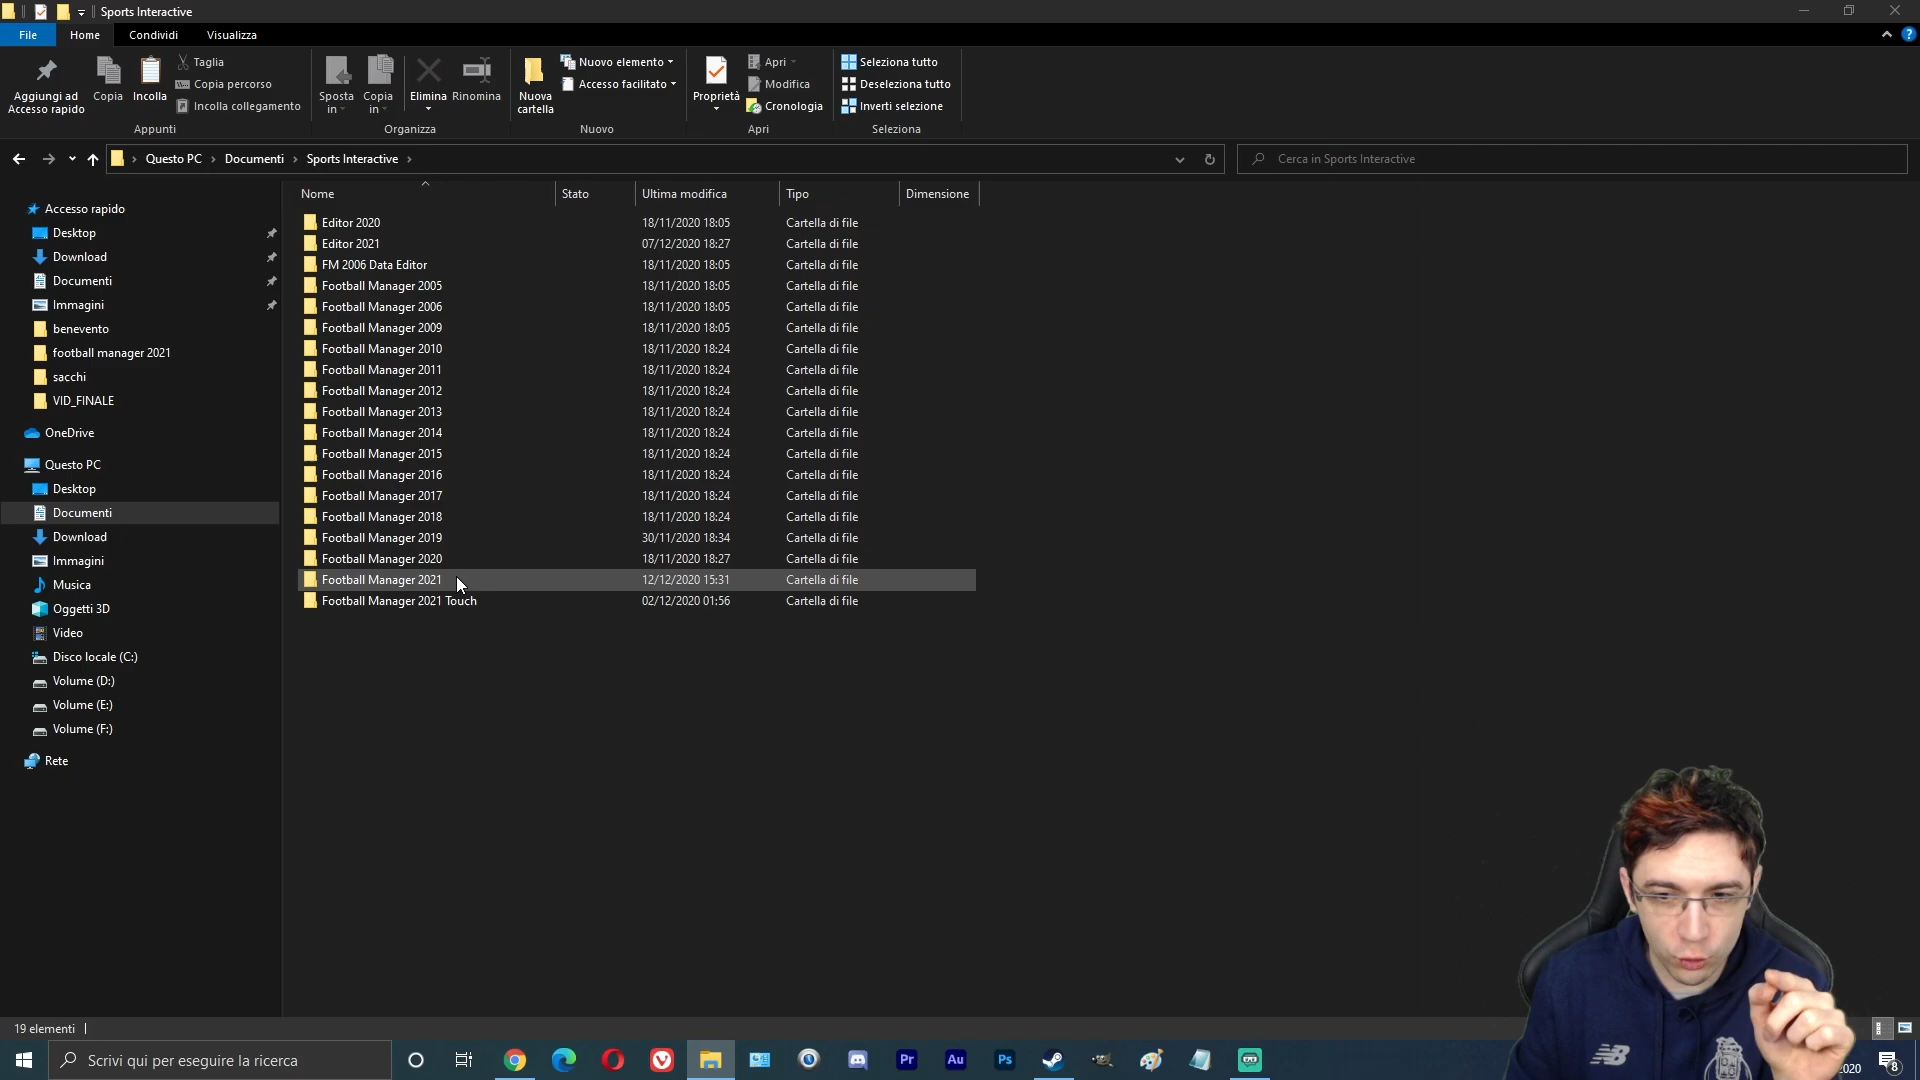 Sports Interactive
File Home Condividi Visualizza
Aggiungi ad
Accesso rapido
Copia
Incolla
Taglia
Copia percorso
Incolla collegamento
Appunti
Sposta
in
Copia
in
Elimina
Rinomina
Organizza
Nuova
cartella
Nuovo elemento
Accesso facilitato
Nuovo
Proprietà
Apri
Modifica
Cronologia
Apri
Seleziona tutto
Deseleziona tutto
Inverti selezione
Seleziona
Questo PC > Documenti > Sports Interactive >
Cerca in Sports Interactive
Accesso rapido
Desktop
Download
Documenti
Immagini
benevento
football manager 2021
sacchi
VID_FINALE
OneDrive
Questo PC
Desktop
Documenti
Download
Immagini
Musica
Oggetti 3D
Video
Disco locale (C:)
Volume (D:)
Volume (E:)
Volume (F:)
Rete
Nome Stato Ultima modifica Tipo Dimensione
Editor 2020 18/11/2020 18:05 Cartella di file
Editor 2021 07/12/2020 18:27 Cartella di file
FM 2006 Data Editor 18/11/2020 18:05 Cartella di file
Football Manager 2005 18/11/2020 18:05 Cartella di file
Football Manager 2006 18/11/2020 18:05 Cartella di file
Football Manager 2009 18/11/2020 18:05 Cartella di file
Football Manager 2010 18/11/2020 18:24 Cartella di file
Football Manager 2011 18/11/2020 18:24 Cartella di file
Football Manager 2012 18/11/2020 18:24 Cartella di file
Football Manager 2013 18/11/2020 18:24 Cartella di file
Football Manager 2014 18/11/2020 18:24 Cartella di file
Football Manager 2015 18/11/2020 18:24 Cartella di file
Football Manager 2016 18/11/2020 18:24 Cartella di file
Football Manager 2017 18/11/2020 18:24 Cartella di file
Football Manager 2018 18/11/2020 18:24 Cartella di file
Football Manager 2019 30/11/2020 18:34 Cartella di file
Football Manager 2020 18/11/2020 18:27 Cartella di file
Football Manager 2021 12/12/2020 15:31 Cartella di file
Football Manager 2021 Touch 02/12/2020 01:56 Cartella di file
19 elementi
Scrivi qui per eseguire la ricerca
Pr
Au
Ps
NB
2020
8